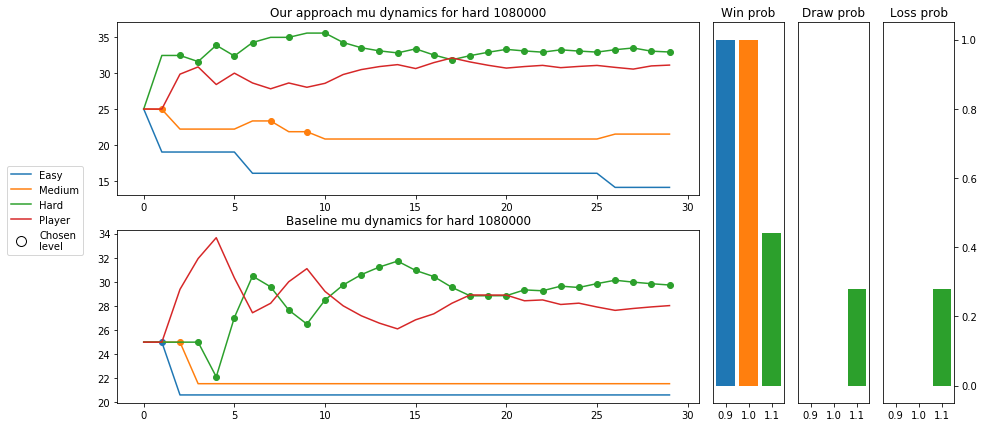 Our approach mu dynamics for hard 1080000
35
30
25
20
15
0 5 10 15 20 25 30
Easy
Medium
Hard
Player
Chosen
level
Baseline mu dynamics for hard 1080000
34
32
30
28
26
24
22
20
0 5 10 15 20 25 30
Win prob
0.9 1.0 1.1
Draw prob
0.9 1.0 1.1
Loss prob
1.0
0.8
0.6
0.4
0.2
0.0
0.9 1.0 1.1